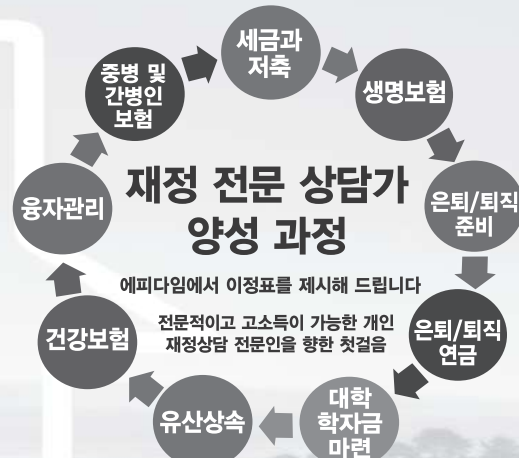 재정 전문 상담가
양성 과정
에피다임에서 이정표를 제시해 드립니다
전문적이고 고소득이 가능한 개인
재정상담 전문인을 향한 첫걸음
세금과
저축
생명보험
은퇴/퇴직
준비
은퇴/퇴직
연금
대학
학자금
마련
유산상속
건강보험
융자관리
중병 및
간병인
보험